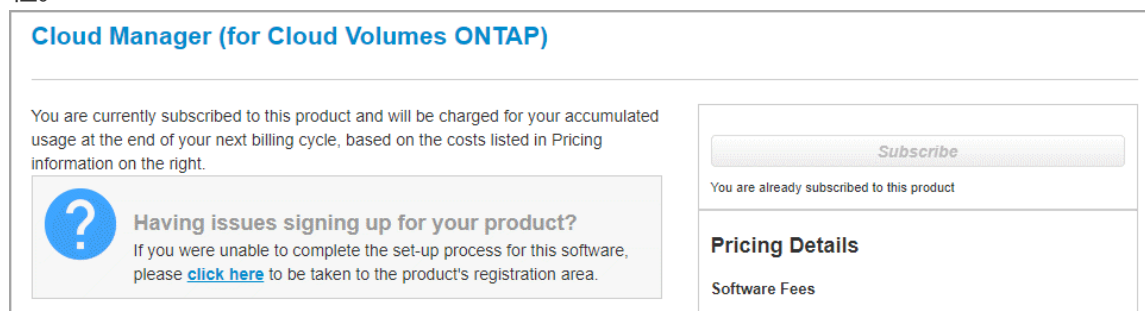 Cloud Manager (for Cloud Volumes ONTAP)
You are currently subscribed to this product and will be charged for your accumulated
usage at the end of your next billing cycle, based on the costs listed in Pricing
information on the right.
Having issues signing up for your product?
If you were unable to complete the set-up process for this software,
please click here to be taken to the product's registration area.
Subscribe
You are already subscribed to this product
Pricing Details
Software Fees